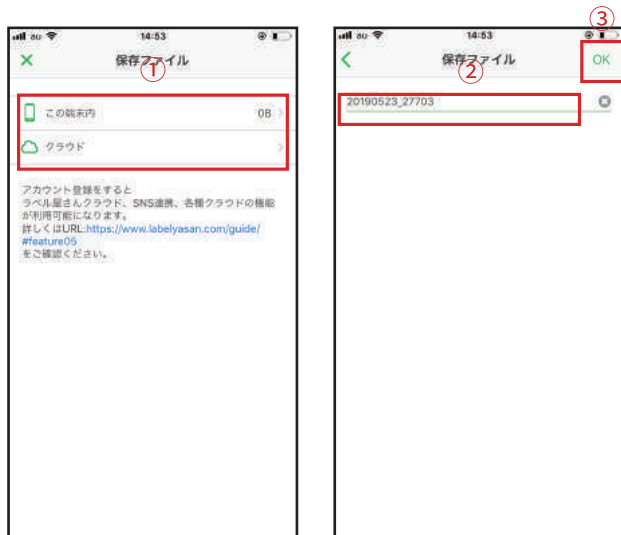 au 14:53
保存ファイル
①
この端末内 0B
クラウド
アカウント登録をすると
ラベル屋さんクラウド、SNS連携、各種クラウドの機能
が利用可能になります。
詳しくはURL:https://www.labelyasan.com/guide/
#feature05
をご確認ください。
③
au 14:53
保存ファイル OK
②
20190523_27703